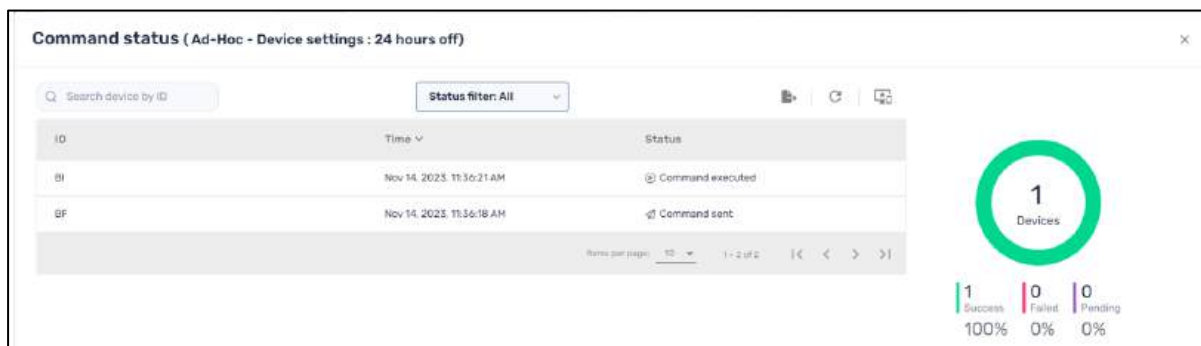 Command status (Ad-Hoc - Device settings : 24 hours off)
Search device by ID
Status filter: All
ID Time Status
BI Nov 14, 2023, 11:36:21 AM Command executed
BF Nov 14, 2023, 11:36:18 AM Command sent
Items per page: 10 1 - 2 of 2
1
Devices
1 0 0
Success Failed Pending
100% 0% 0%